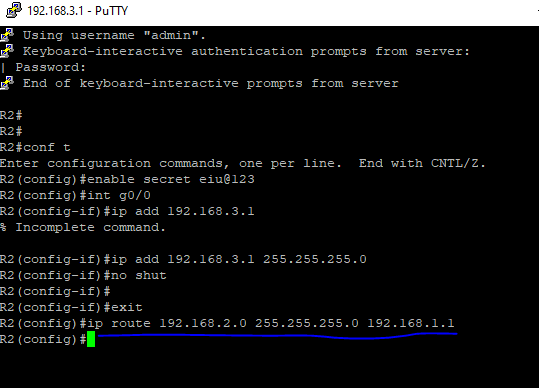 192.168.3.1 - PuTTY
Using username "admin".
Keyboard-interactive authentication prompts from server:
| Password:
End of keyboard-interactive prompts from server
R2#
R2#
R2#conf t
Enter configuration commands, one per line.  End with CNTL/Z.
R2(config)#enable secret eiu@123
R2(config)#int g0/0
R2(config-if)#ip add 192.168.3.1
% Incomplete command.
R2(config-if)#ip add 192.168.3.1 255.255.255.0
R2(config-if)#no shut
R2(config-if)#
R2(config-if)#exit
R2(config)#ip route 192.168.2.0 255.255.255.0 192.168.1.1
R2(config)#